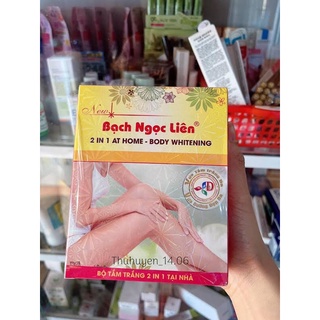 New
Bạch Ngọc Liên®
2 IN 1 AT HOME - BODY WHITENING
Thuhuyen_14.06
BỘ TẮM TRẮNG 2 IN 1 TẠI NHÀ